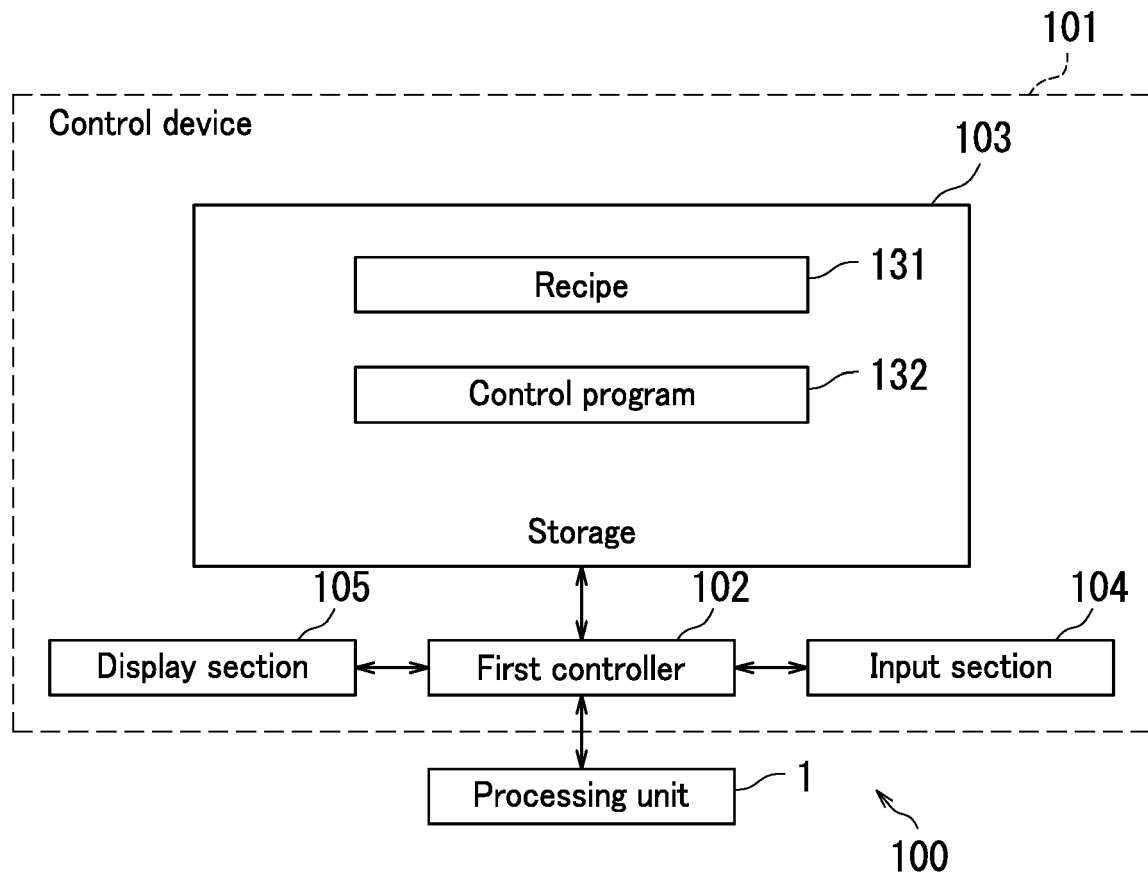 101
Control device
103
Recipe
131
Control program
132
Storage
105
102
104
Display section
First controller
Input section
Processing unit
1
100